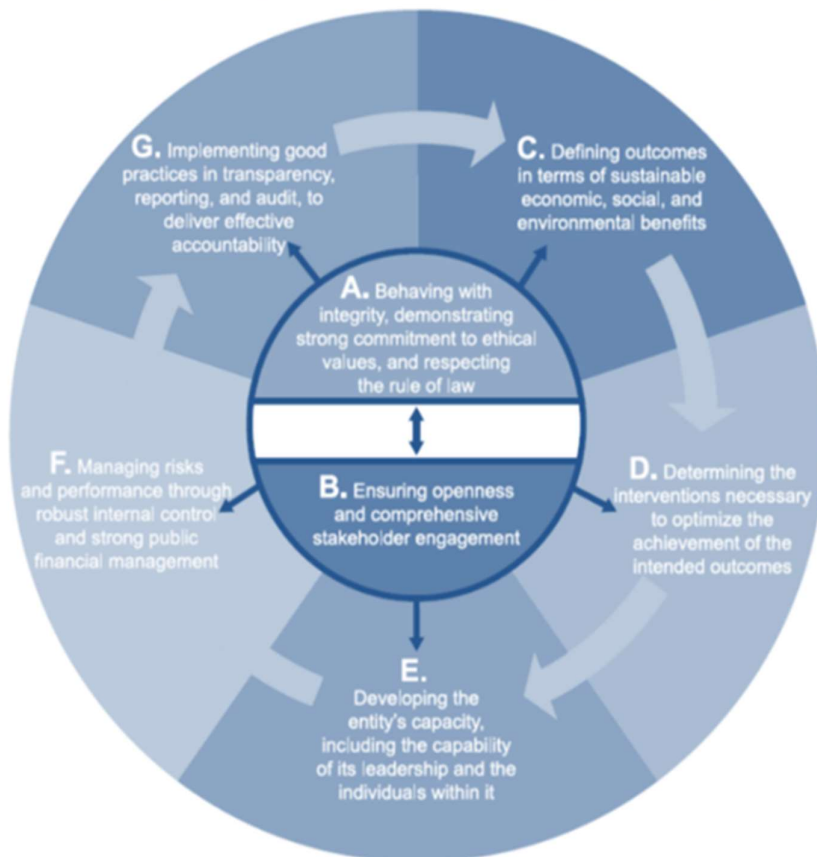 G. Implementing good
practices in transparency,
reporting, and audit, to
deliver effective
accountability
C. Defining outcomes
in terms of sustainable
economic, social, and
environmental benefits
A. Behaving with
integrity, demonstrating
strong commitment to ethical
values, and respecting
the rule of law
B. Ensuring openness
and comprehensive
stakeholder engagement
F. Managing risks
and performance through
robust internal control
and strong public
financial management
D. Determining the
interventions necessary
to optimize the
achievement of the
intended outcomes
E.
Developing the
entity's capacity,
including the capability
of its leadership and the
individuals within it